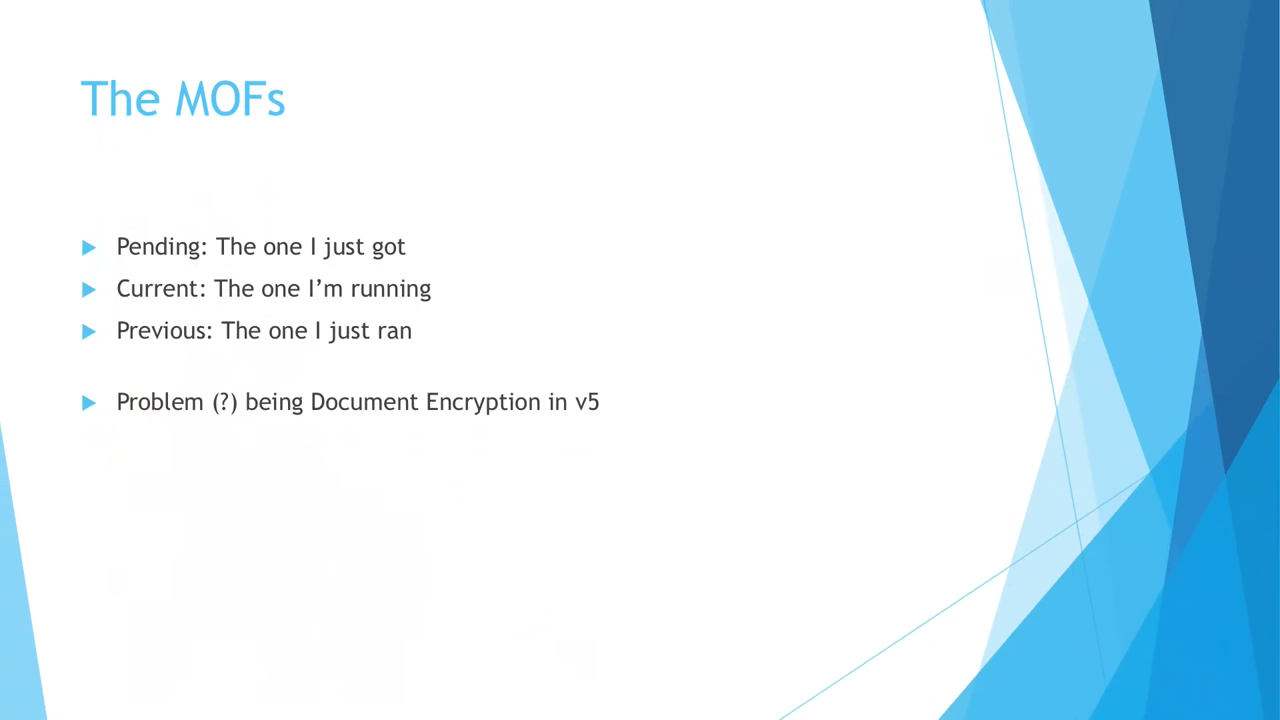 The MOFs
Pending: The one I just got
Current: The one I’m running
Previous: The one I just ran
Problem (?) being Document Encryption in v5